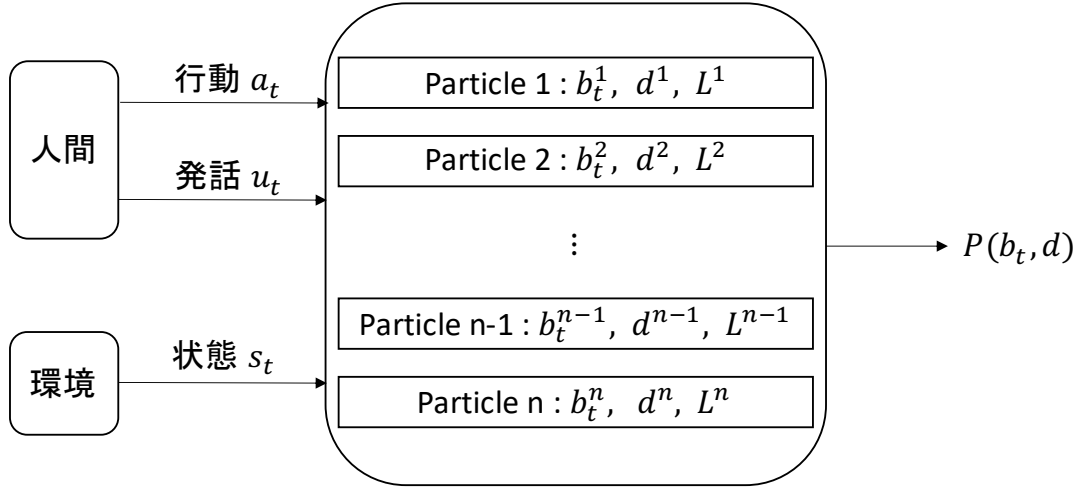 人間
行動 a_t
発話 u_t
環境
状態 s_t
Particle 1 : b_t^1, d^1, L^1
Particle 2 : b_t^2, d^2, L^2
⋮
Particle n-1 : b_t^{n-1}, d^{n-1}, L^{n-1}
Particle n : b_t^n, d^n, L^n
P(b_t, d)